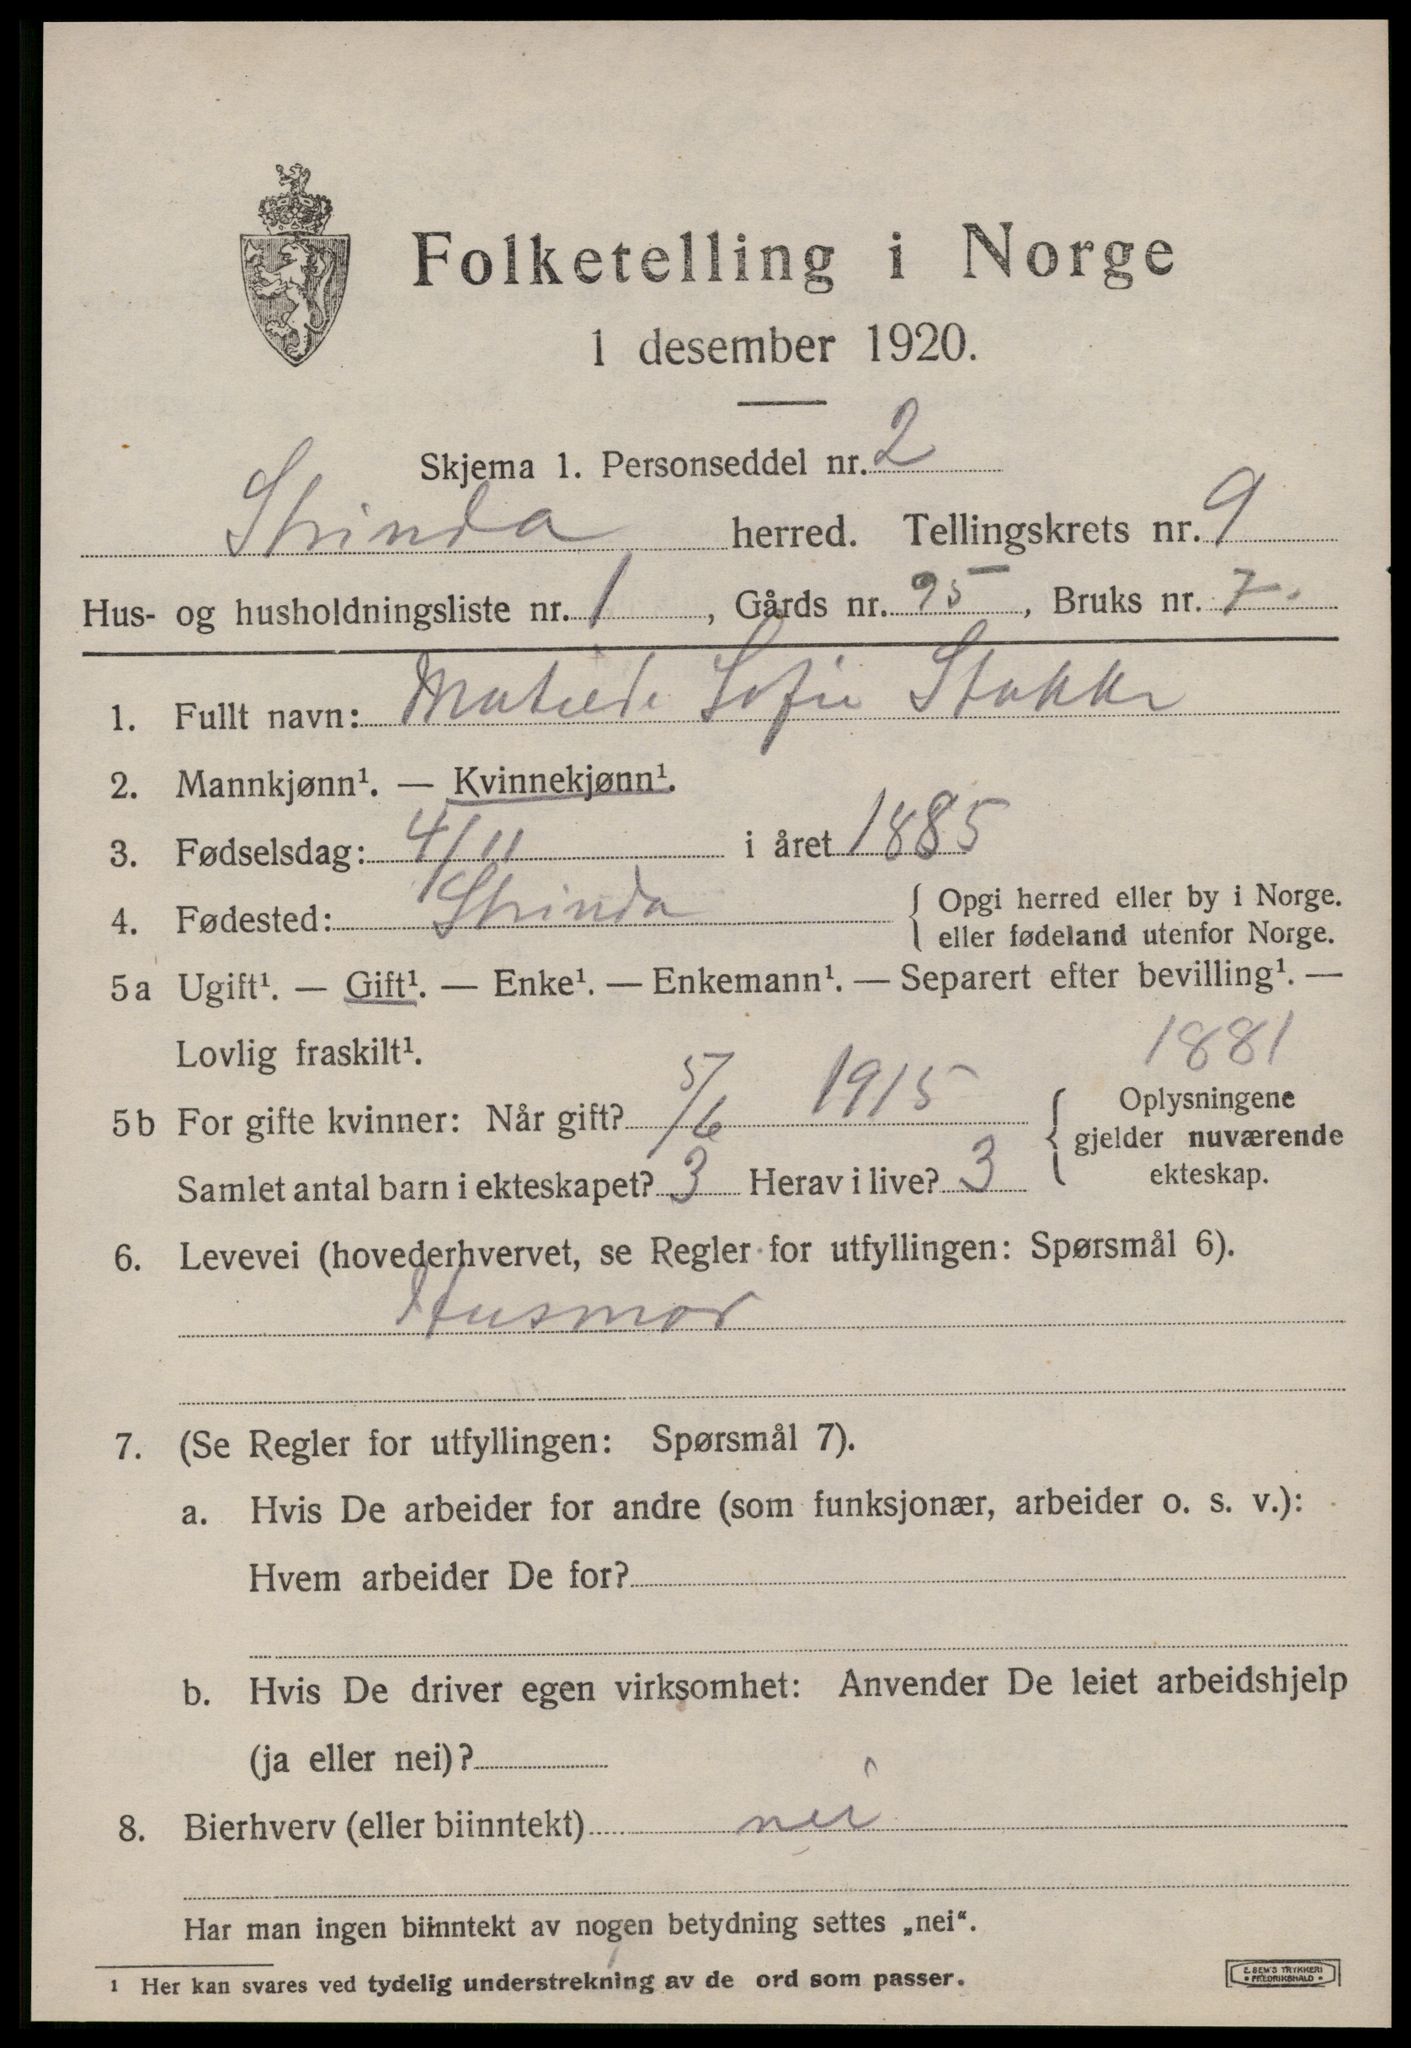 Folketelling i Norge
1 desember 1920.
Skjema 1. Personseddel nr. 2
Strinda herred. Tellingskrets nr. 9
Hus- og husholdningsliste nr. 1, Gårds nr. 95, Bruks nr. 7.
1. Fullt navn: Matilde Sofie Stokke
2. Mannkjønn¹. — Kvinnekjønn¹.
3. Fødselsdag: 4/11 i året 1885
4. Fødested: Strinda { Opgi herred eller by i Norge.
eller fødeland utenfor Norge.
5a Ugift¹. — Gift¹. — Enke¹. — Enkemann¹. — Separert efter bevilling¹. —
Lovlig fraskilt¹.
1881
5b For gifte kvinner: Når gift? 5/6 1915
Samlet antal barn i ekteskapet? 3 Herav i live? 3
{ Oplysningene
gjelder nuværende
ekteskap.
6. Levevei (hovederhvervet, se Regler for utfyllingen: Spørsmål 6).
Husmor
7. (Se Regler for utfyllingen: Spørsmål 7).
a. Hvis De arbeider for andre (som funksjonær, arbeider o. s. v.):
Hvem arbeider De for?
b. Hvis De driver egen virksomhet: Anvender De leiet arbeidshjelp
(ja eller nei)?
8. Bierhverv (eller biinntekt) nei
Har man ingen biinntekt av nogen betydning settes „nei“.
¹ Her kan svares ved tydelig understrekning av de ord som passer.
E. SEM'S TRYKKERI
• FREDRIKSHALD •